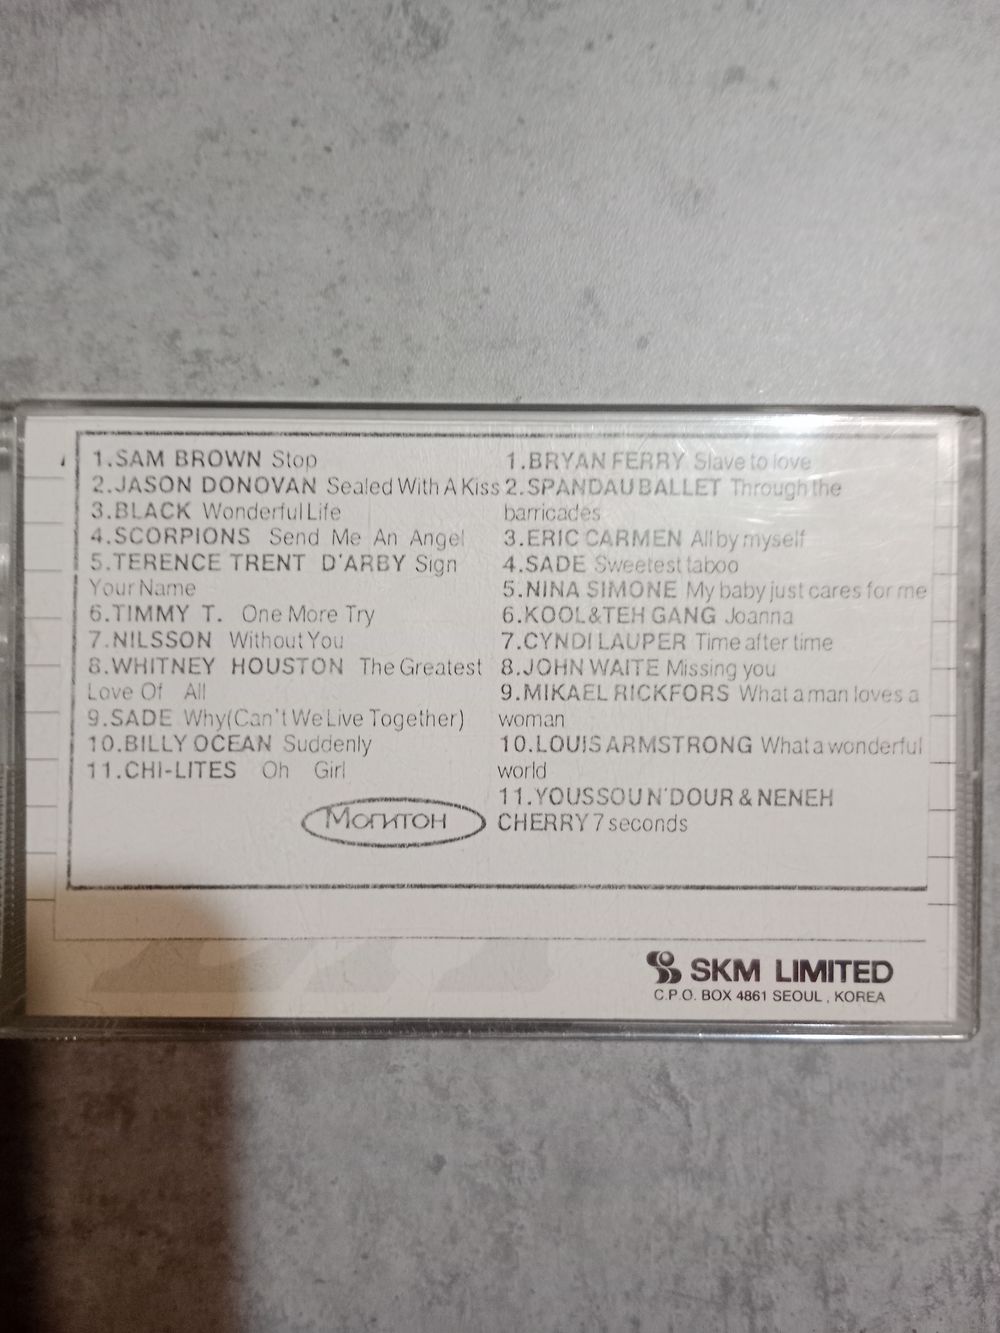 1.SAM BROWN Stop
2.JASON DONOVAN Sealed With A Kiss
3.BLACK Wonderful Life
4.SCORPIONS Send Me An Angel
5.TERENCE TRENT D'ARBY Sign
Your Name
6.TIMMY T. One More Try
7.NILSSON Without You
8.WHITNEY HOUSTON The Greatest
Love Of All
9.SADE Why(Can't We Live Together)
10.BILLY OCEAN Suddenly
11.CHI-LITES Oh Girl
Могитон
1.BRYAN FERRY Slave to love
2.SPANDAU BALLET Through the
barricades
3.ERIC CARMEN All by myself
4.SADE Sweetest taboo
5.NINA SIMONE My baby just cares for me
6.KOOL&TEH GANG Joanna
7.CYNDI LAUPER Time after time
8.JOHN WAITE Missing you
9.MIKAEL RICKFORS What a man loves a
woman
10.LOUIS ARMSTRONG What a wonderful
world
11.YOUSSOU N'DOUR & NENEH
CHERRY 7 seconds
SKM LIMITED
C.P.O. BOX 4861 SEOUL , KOREA